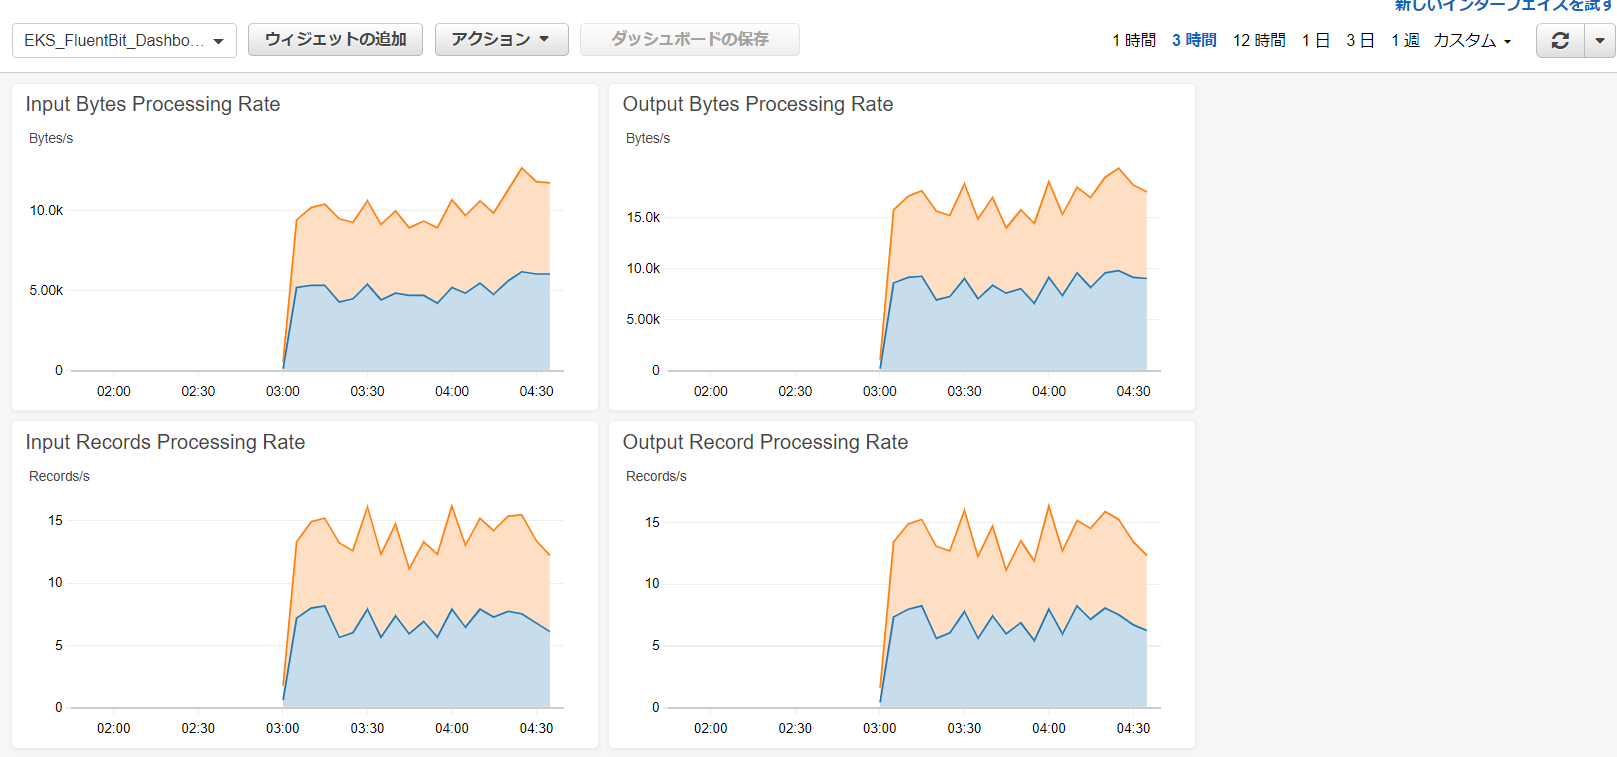 新しいインターフェイスを試す
EKS_FluentBit_Dashbo... ウィジェットの追加 アクション ダッシュボードの保存 1 時間 3 時間 12 時間 1 日 3 日 1 週 カスタム
Input Bytes Processing Rate
Bytes/s
10.0k
5.00k
0
02:00 02:30 03:00 03:30 04:00 04:30
Output Bytes Processing Rate
Bytes/s
15.0k
10.0k
5.00k
0
02:00 02:30 03:00 03:30 04:00 04:30
Input Records Processing Rate
Records/s
15
10
5
0
02:00 02:30 03:00 03:30 04:00 04:30
Output Record Processing Rate
Records/s
15
10
5
0
02:00 02:30 03:00 03:30 04:00 04:30